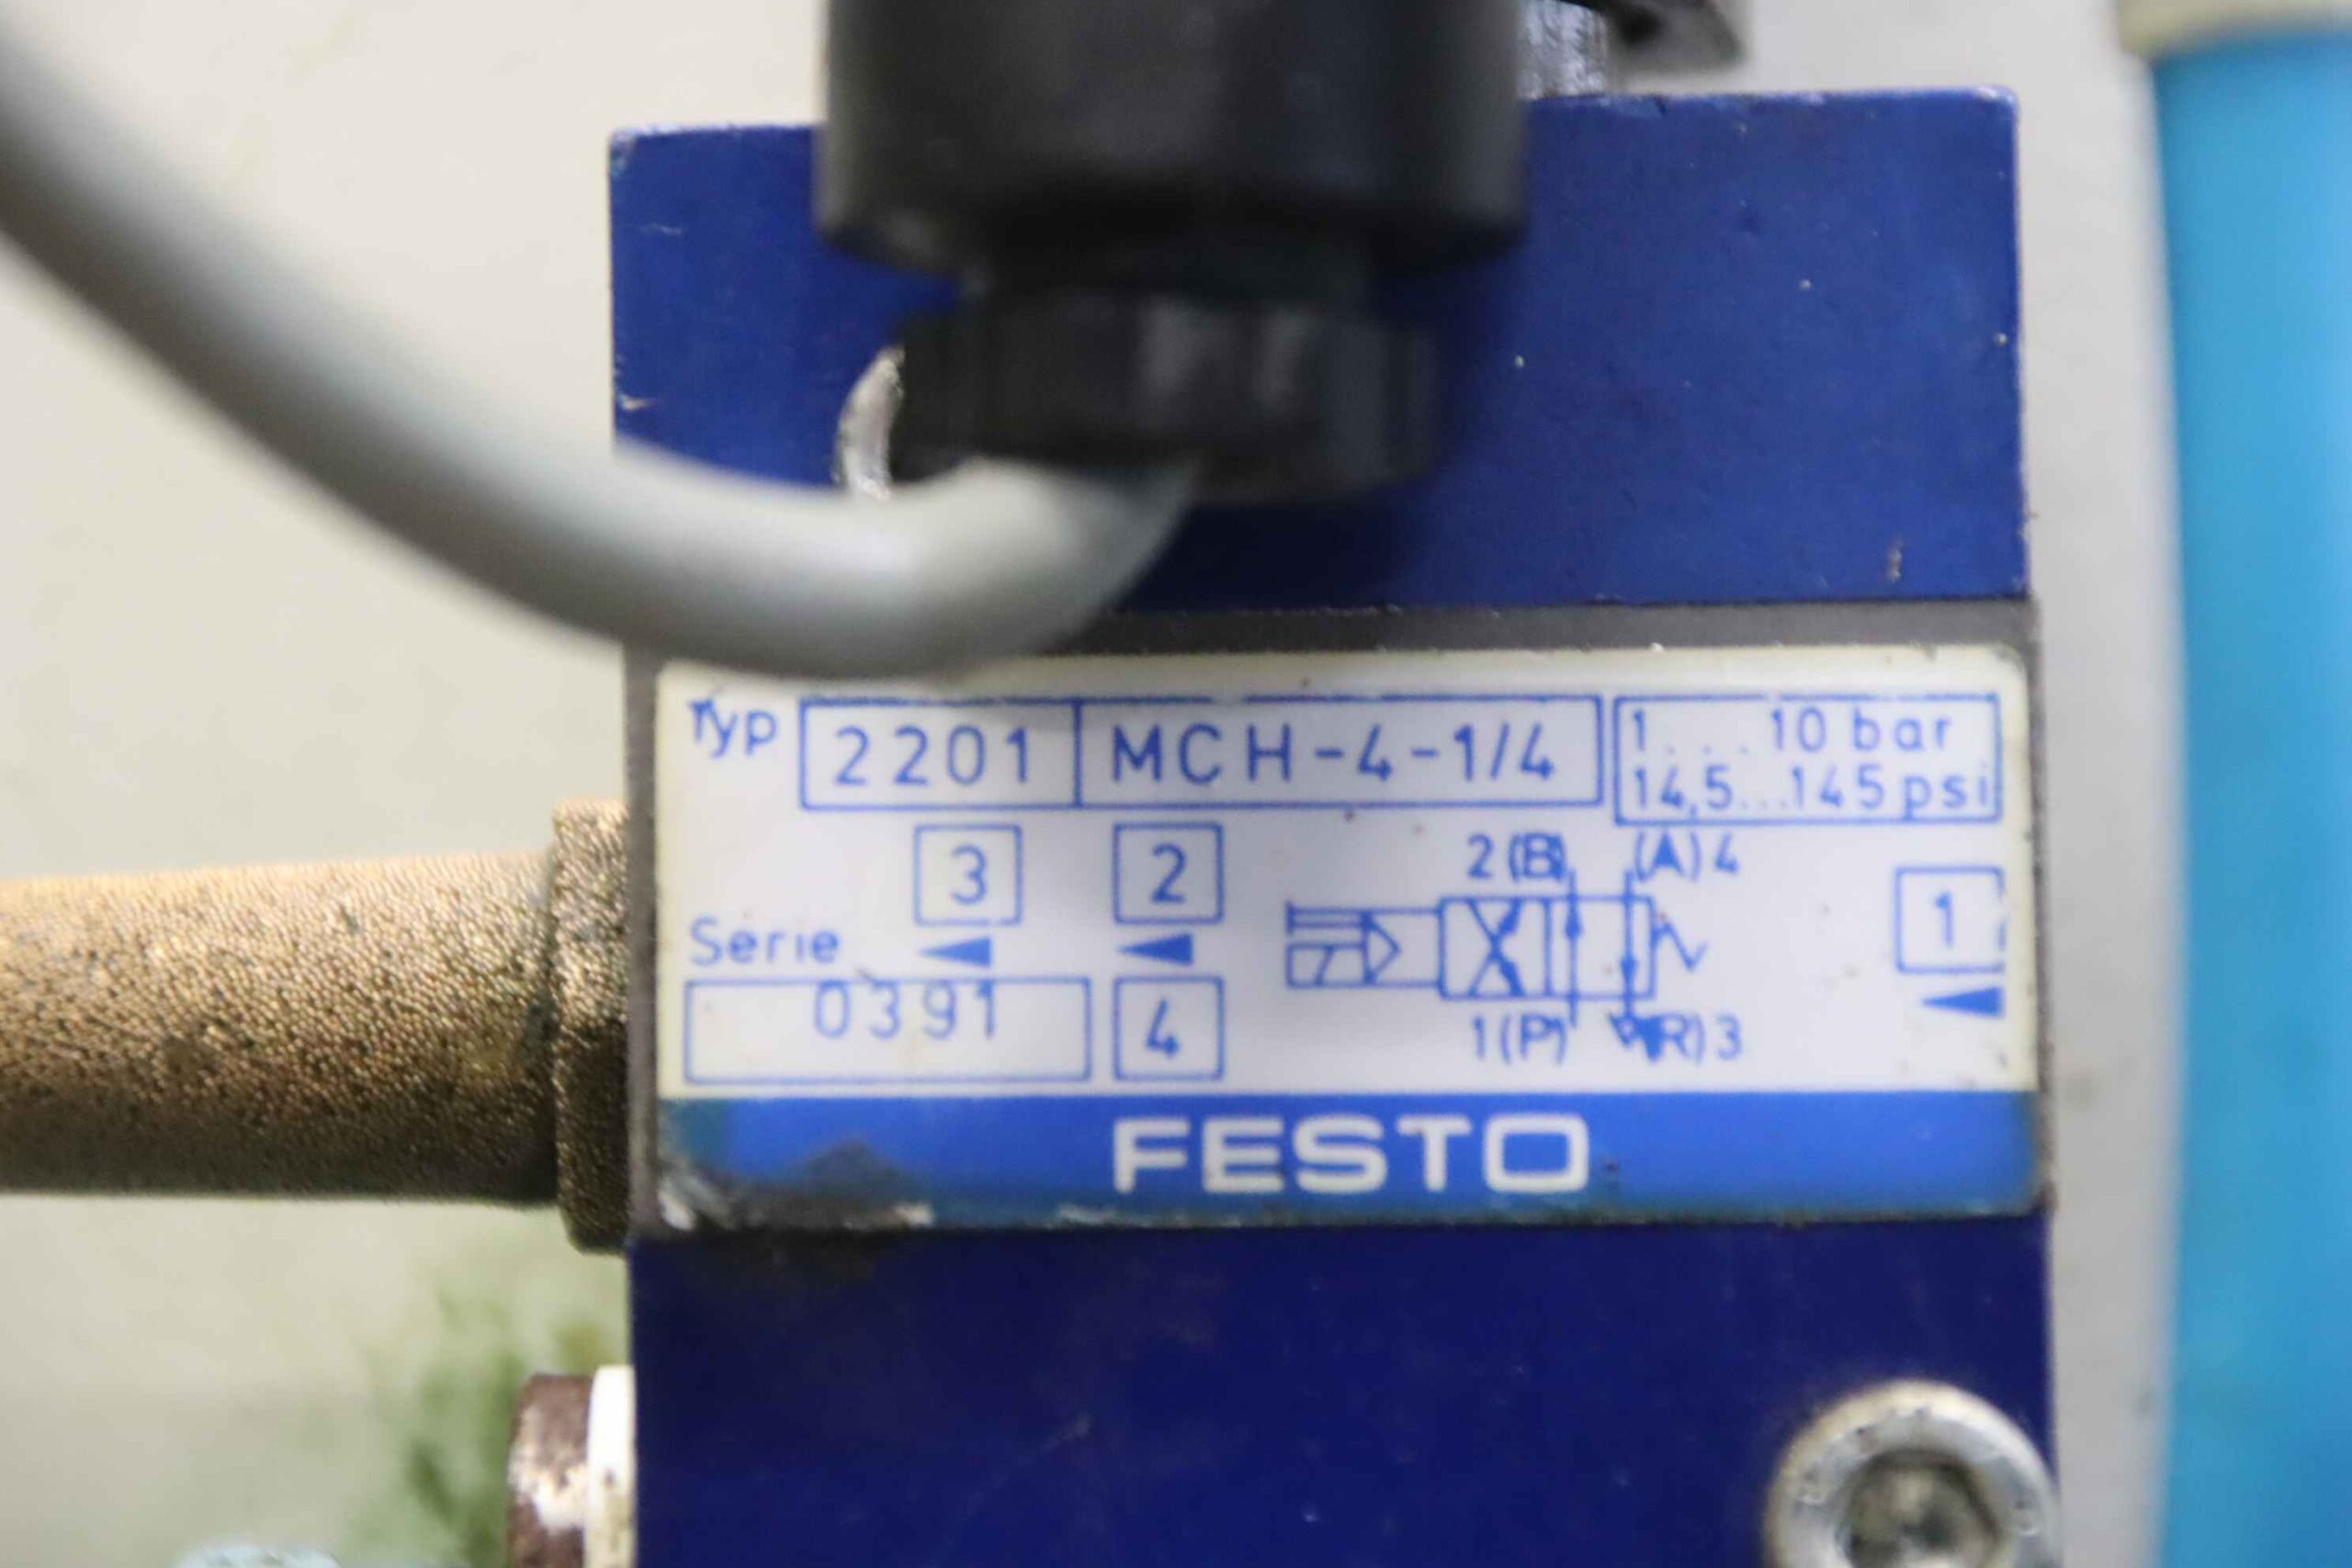 Typ 2201 MCH-4-1/4 1...10 bar
14,5...145 psi
3 2 2(B) (A)4 1
Serie
0391 4 1(P) (R)3
FESTO